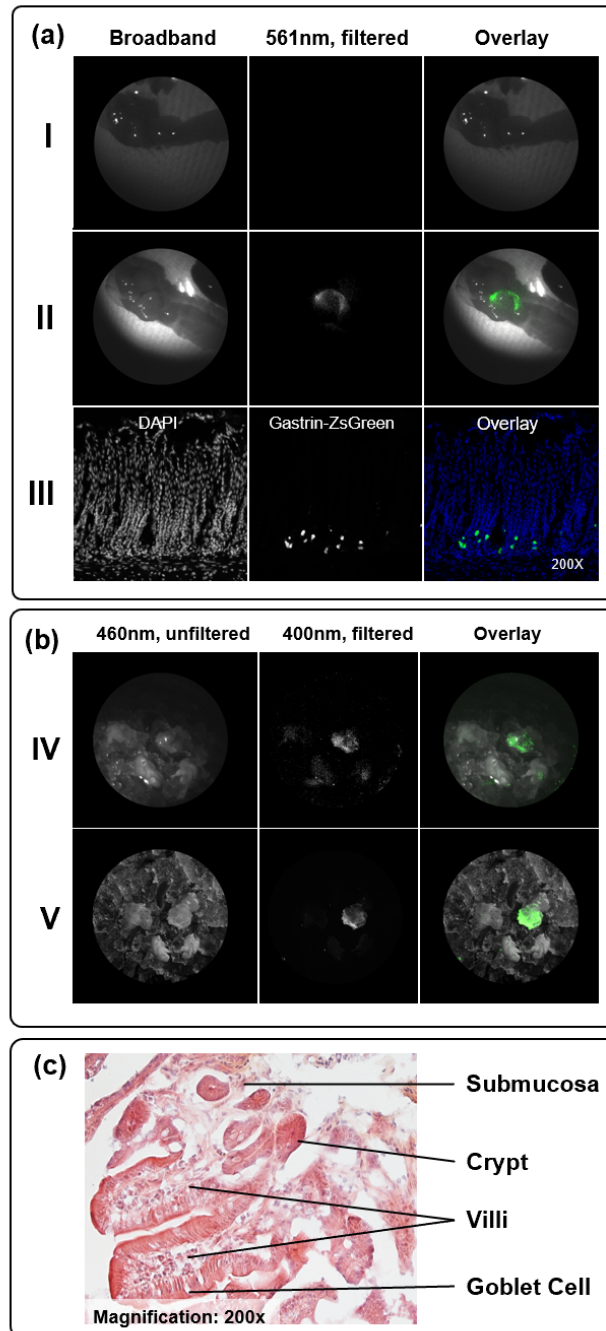 (a)
Broadband 561nm, filtered Overlay
I
II
DAPI Gastrin-ZsGreen Overlay
III
200X
(b)
460nm, unfiltered 400nm, filtered Overlay
IV
V
(c)
Submucosa
Crypt
Villi
Goblet Cell
Magnification: 200x